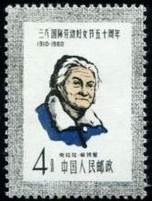 三八国际劳动妇女节五十周年
1910-1960
克拉拉·蔡特金
4分 中国人民邮政